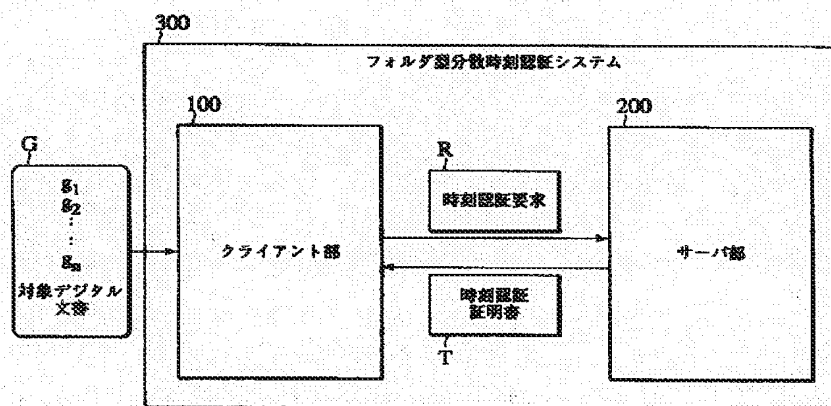 300
フォルダ型分散時刻認証システム
100
200
G
R
g1
g2
⋮
gn
対象デジタル
文書
クライアント部
時刻認証要求
サーバ部
時刻認証
証明書
T